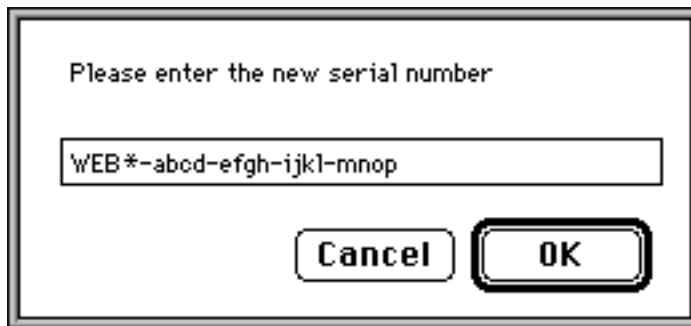 Please enter the new serial number
WEB*-abcd-efgh-ijkl-mnop
Cancel OK